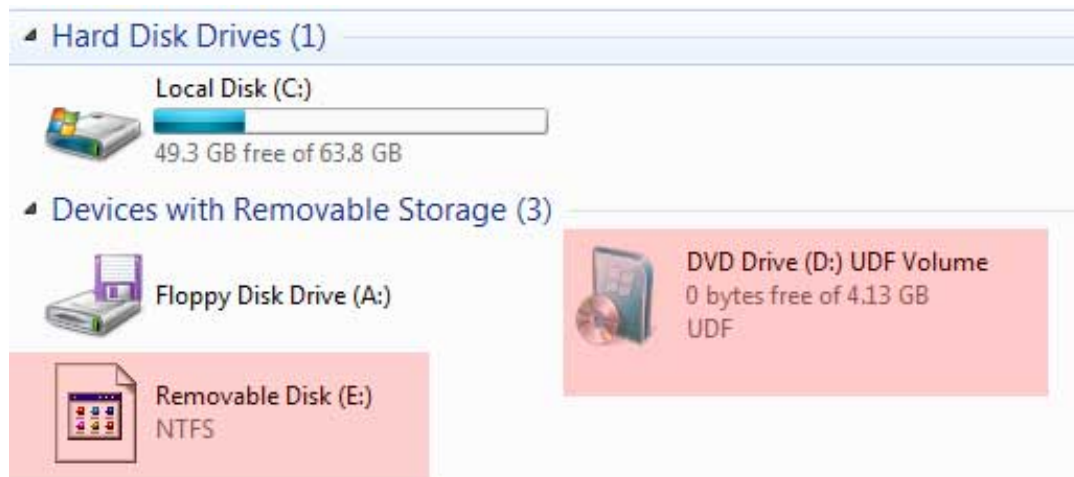 Hard Disk Drives (1)
Local Disk (C:)
49.3 GB free of 63.8 GB
Devices with Removable Storage (3)
Floppy Disk Drive (A:)
DVD Drive (D:) UDF Volume
0 bytes free of 4.13 GB
UDF
Removable Disk (E:)
NTFS